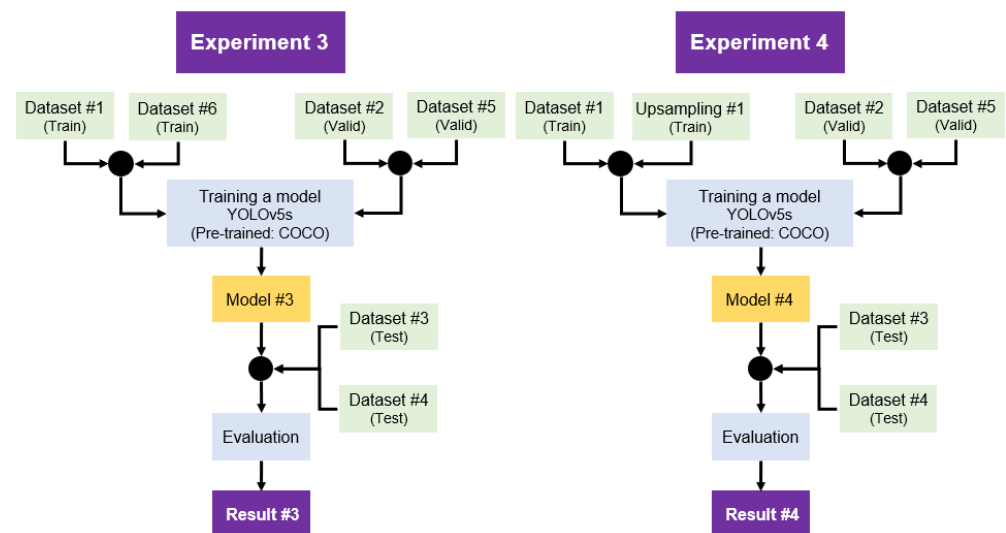 Experiment 3
Dataset #1
(Train)
Dataset #6
(Train)
Dataset #2
(Valid)
Dataset #5
(Valid)
Training a model
YOLOv5s
(Pre-trained: COCO)
Model #3
Dataset #3
(Test)
Dataset #4
(Test)
Evaluation
Result #3
Experiment 4
Dataset #1
(Train)
Upsampling #1
(Train)
Dataset #2
(Valid)
Dataset #5
(Valid)
Training a model
YOLOv5s
(Pre-trained: COCO)
Model #4
Dataset #3
(Test)
Dataset #4
(Test)
Evaluation
Result #4